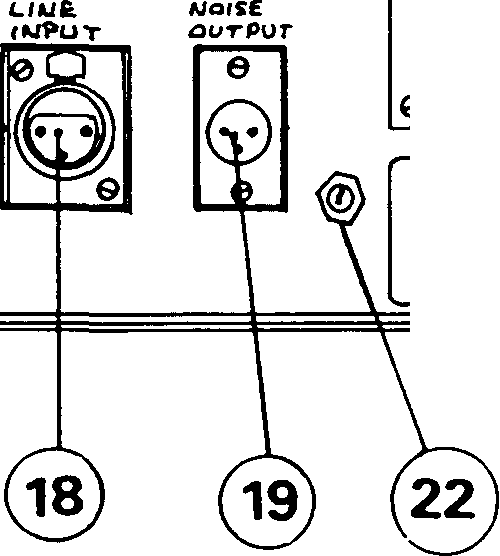 LINE
INPUT
NOISE
OUTPUT
18
19
22